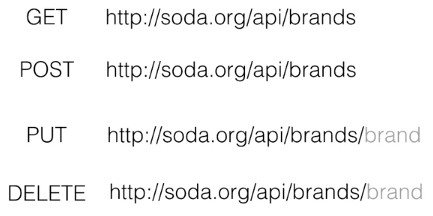 GET http://soda.org/api/brands
POST http://soda.org/api/brands
PUT http://soda.org/api/brands/brand
DELETE http://soda.org/api/brands/brand